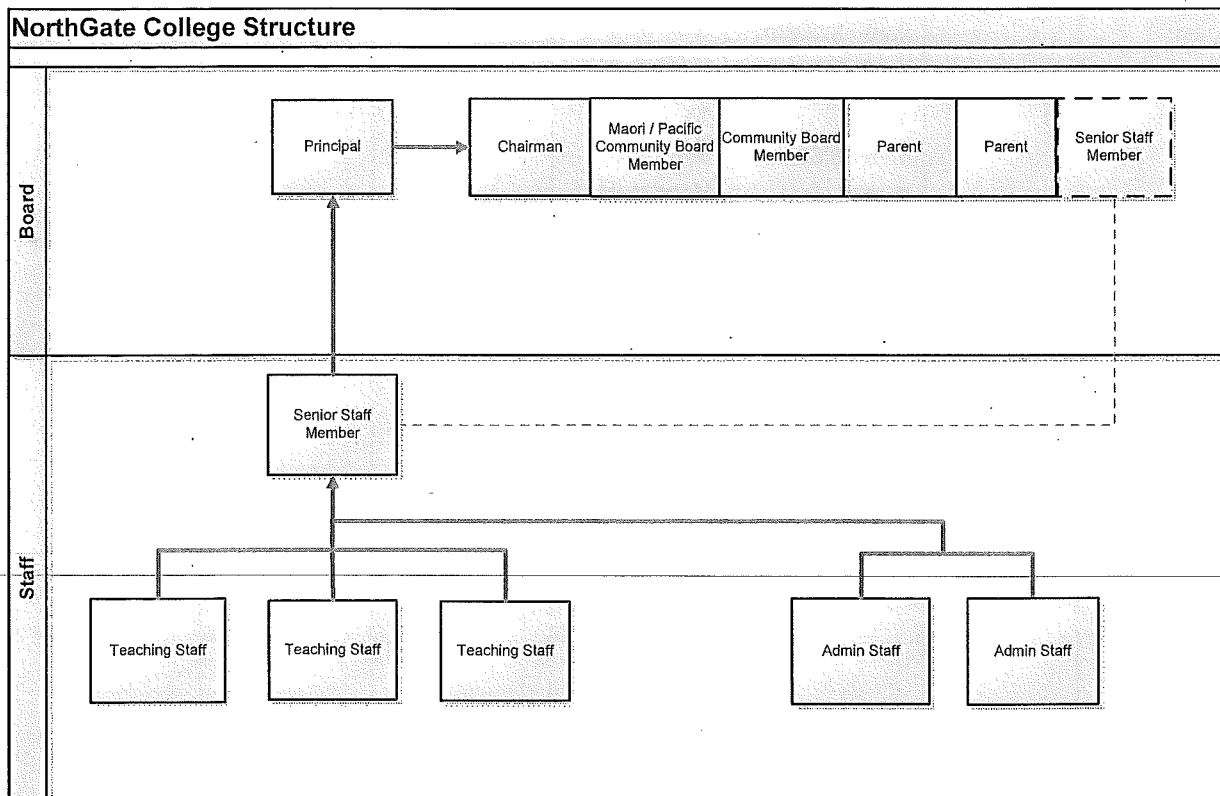 NorthGate College Structure
Board
Principal
Chairman
Maori / Pacific
Community Board
Member
Community Board
Member
Parent
Parent
Senior Staff
Member
Staff
Senior Staff
Member
Teaching Staff
Teaching Staff
Teaching Staff
Admin Staff
Admin Staff